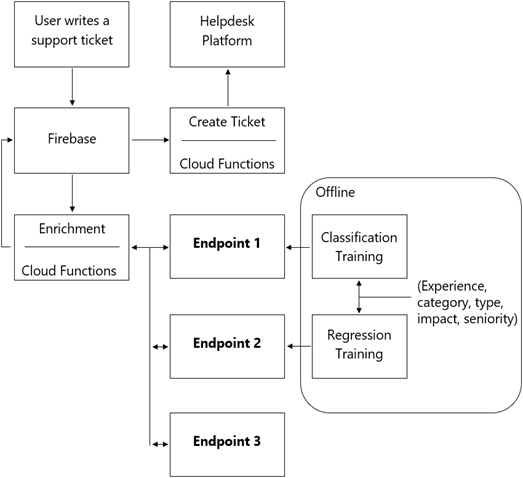 User writes a
support ticket
Helpdesk
Platform
Firebase
Create Ticket
Cloud Functions
Offline
Enrichment
Cloud Functions
Endpoint 1
Classification
Training
(Experience,
category, type,
impact, seniority)
Endpoint 2
Regression
Training
Endpoint 3